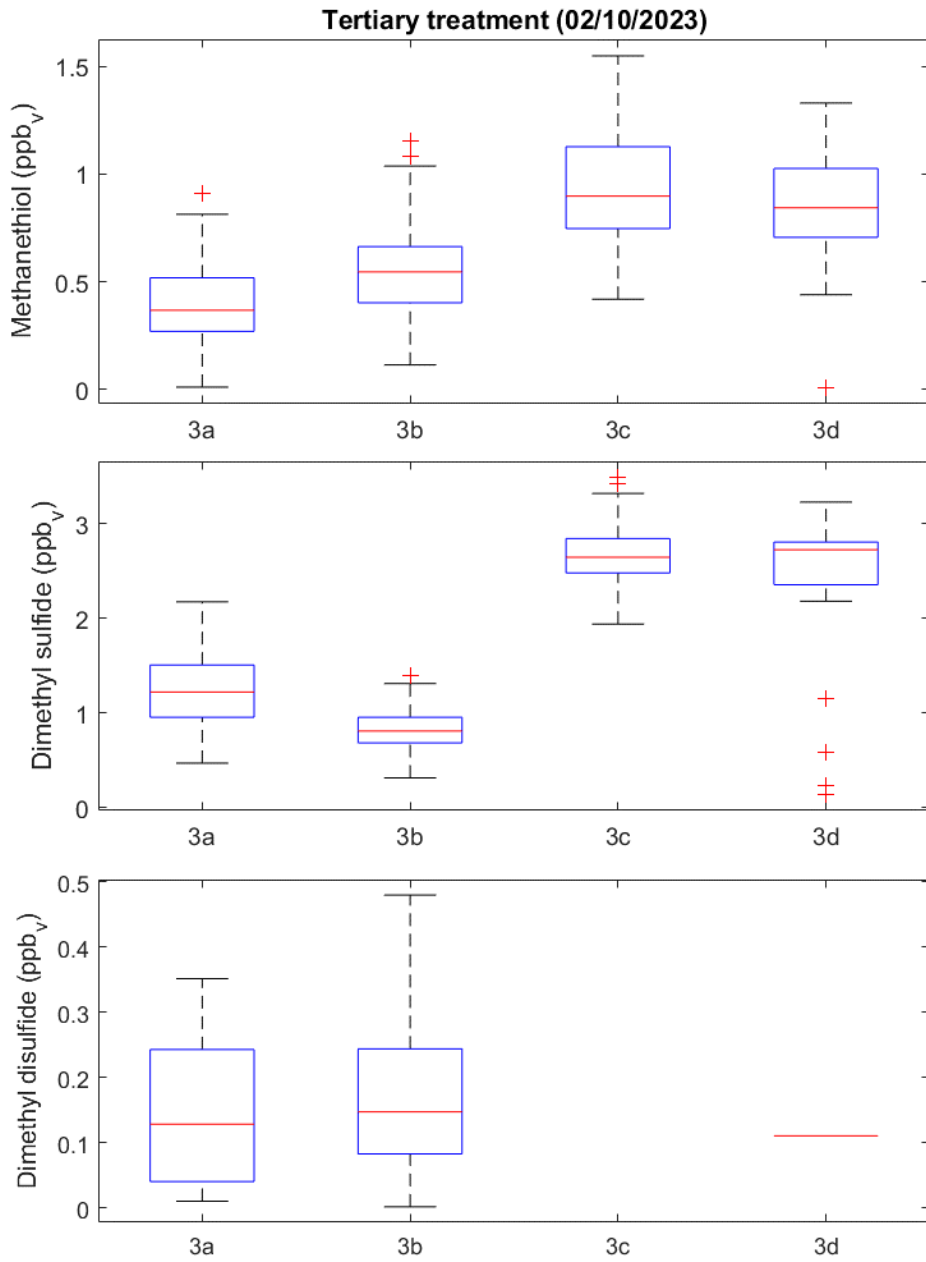 Tertiary treatment (02/10/2023)
Methanethiol (ppbv)
1.5
1
0.5
0
3a 3b 3c 3d
Dimethyl sulfide (ppbv)
3
2
1
0
3a 3b 3c 3d
Dimethyl disulfide (ppbv)
0.5
0.4
0.3
0.2
0.1
0
3a 3b 3c 3d